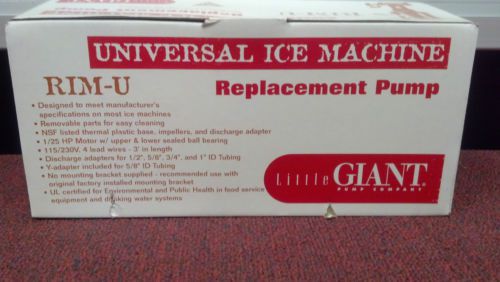 RIM-U
UNIVERSAL ICE MACHINE
RIM-U
Replacement Pump
• Designed to meet manufacturer's
specifications on most ice machines
• Removable parts for easy cleaning
• NSF listed thermal plastic base, impellers, and discharge adapter
• 1/25 HP Motor w/ upper & lower sealed ball bearing
• 115/230V, 4 lead wires - 3' in length
• Discharge adapters for 1/2", 5/8", 3/4", and 1" ID Tubing
• Y-adapter included for 5/8" ID Tubing
• No mounting bracket supplied - recommended use with
original factory installed mounting bracket
• UL certified for Environmental and Public Health in food service
equipment and drinking water systems
Little GIANT®
PUMP COMPANY